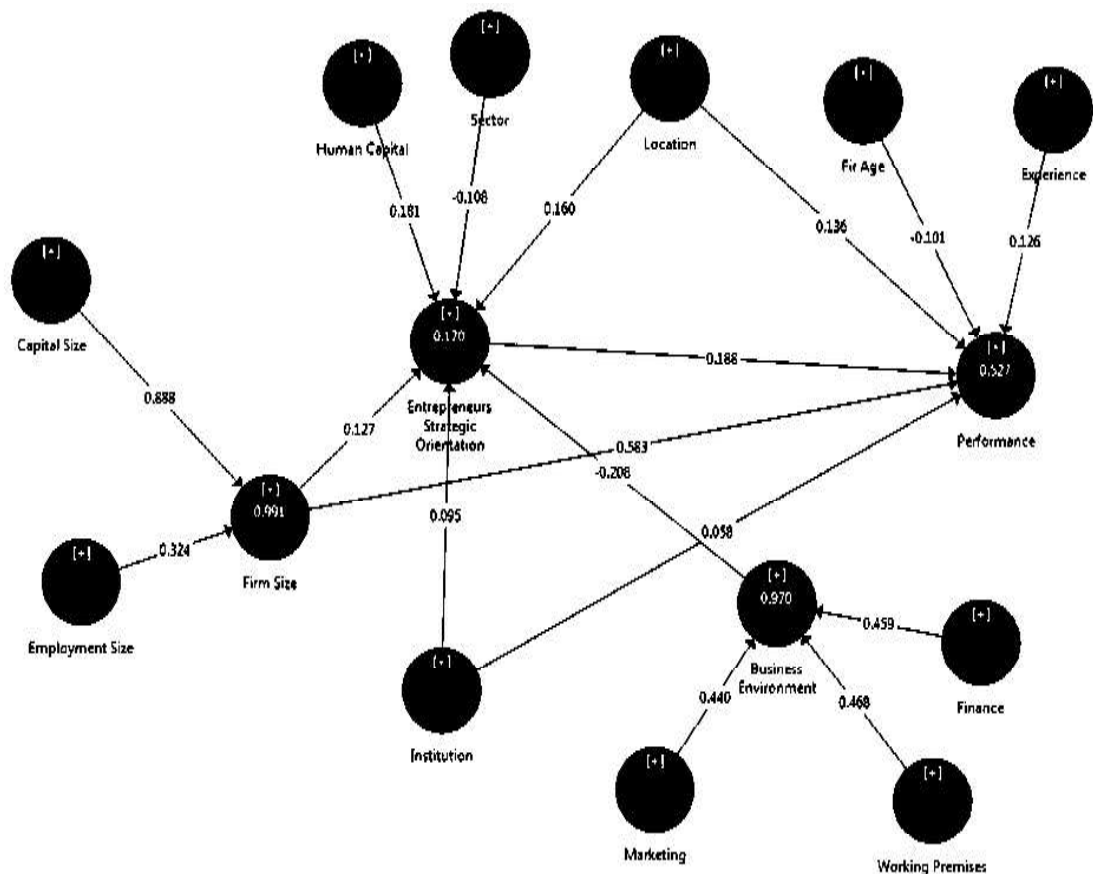 [+]
Human Capital
[+]
Sector
[+]
Location
[+]
Fir Age
[+]
Experience
0.181
-0.108
0.160
0.136
-0.101
0.126
[+]
Capital Size
[+]
0.170
Entrepreneurs
Strategic
Orientation
0.188
[+]
0.527
Performance
0.888
0.127
0.583
-0.208
[+]
0.991
Firm Size
0.095
0.058
0.324
[+]
Employment Size
[+]
0.970
Business
Environment
0.459
[+]
Finance
[+]
Institution
0.440
0.468
[+]
Marketing
[+]
Working Premises